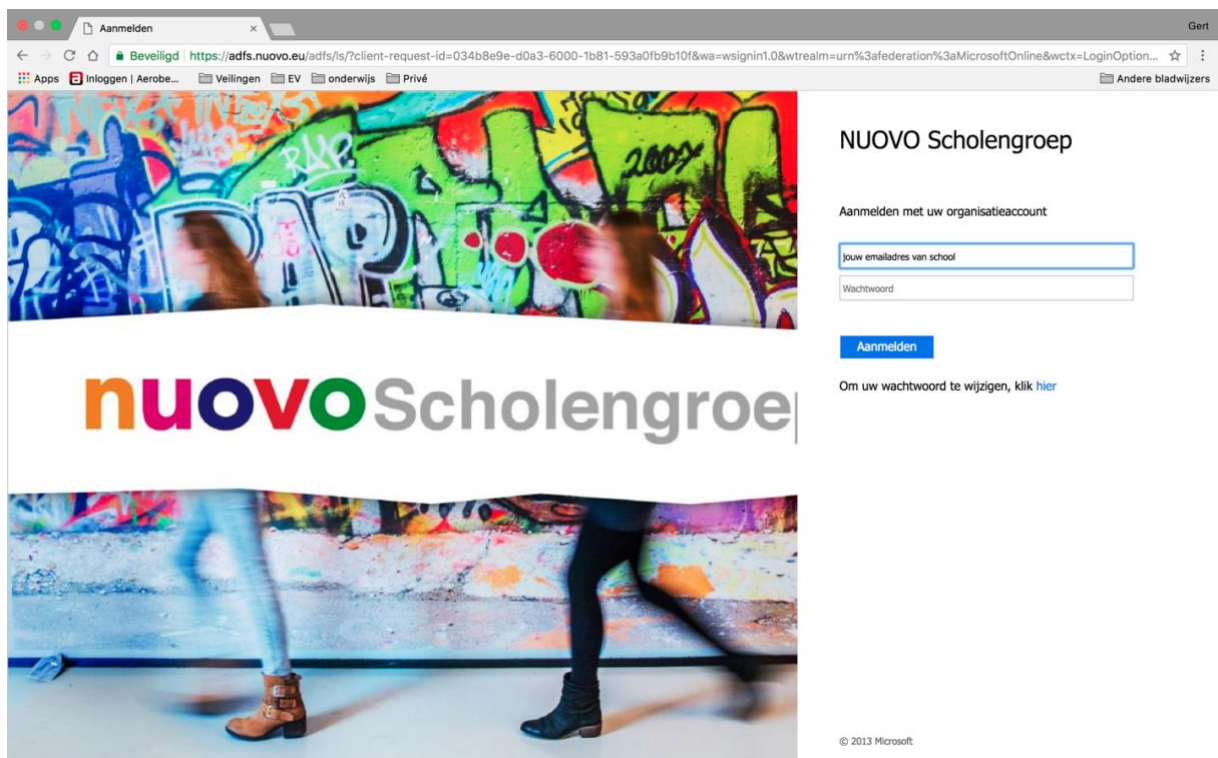 Aanmelden
Gert
Beveiligd https://adfs.nuovo.eu/adfs/ls/?client-request-id=034b8e9e-d0a3-6000-1b81-593a0fb9b10f&wa=wsignin1.0&wtrealm=urn%3afederation%3aMicrosoftOnline&wctx=LoginOption...
Apps Inloggen | Aerobe... Veilingen EV onderwijs Privé Andere bladwijzers
RAP
NUOVO Scholengroep
Aanmelden met uw organisatieaccount
jouw emailadres van school
Wachtwoord
Aanmelden
Om uw wachtwoord te wijzigen, klik hier
nuovo Scholengroep
© 2013 Microsoft